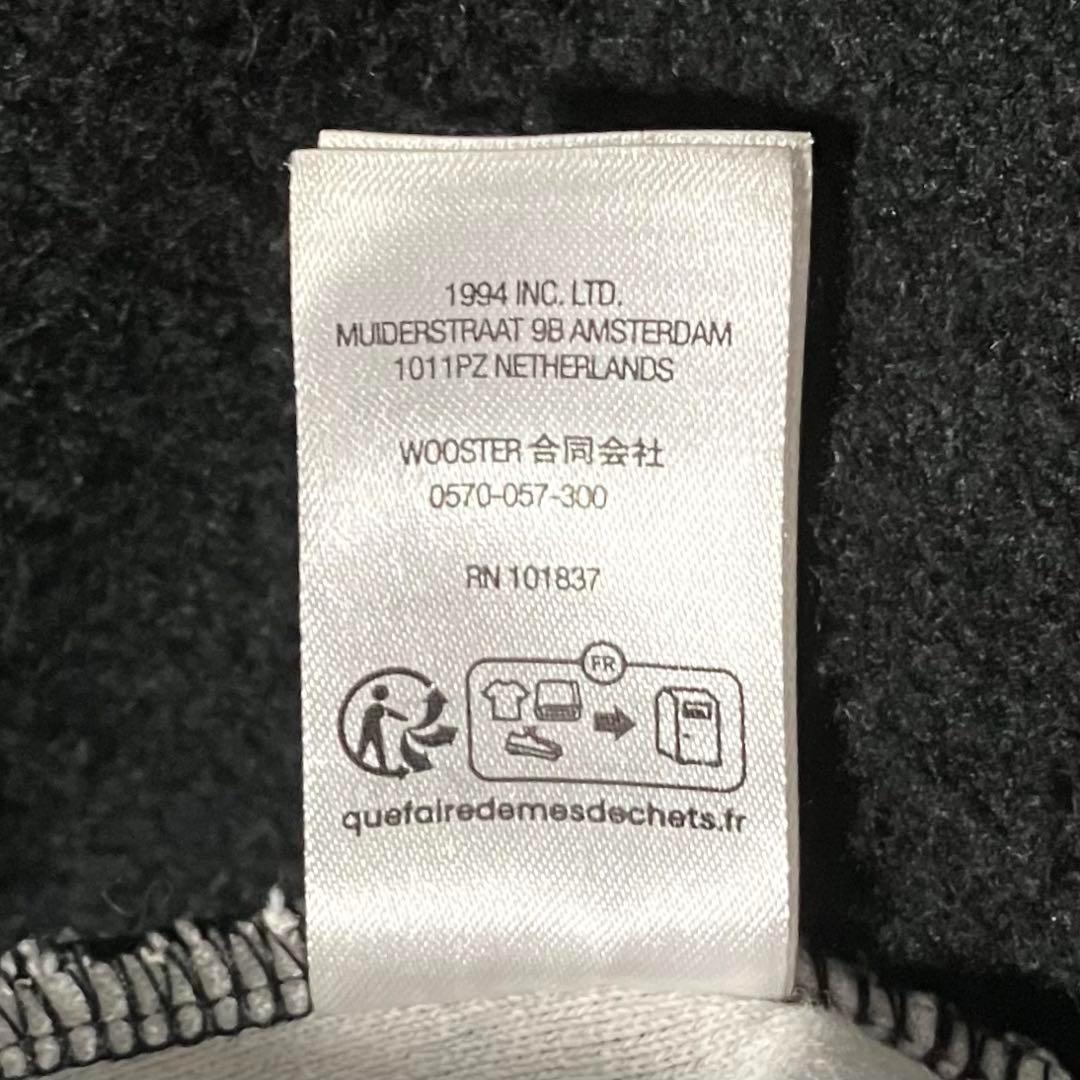 1994 INC. LTD.
MUIDERSTRAAT 9B AMSTERDAM
1011PZ NETHERLANDS
WOOSTER 合同会社
0570-057-300
RN 101837
FR
quefairedemesdechets.fr